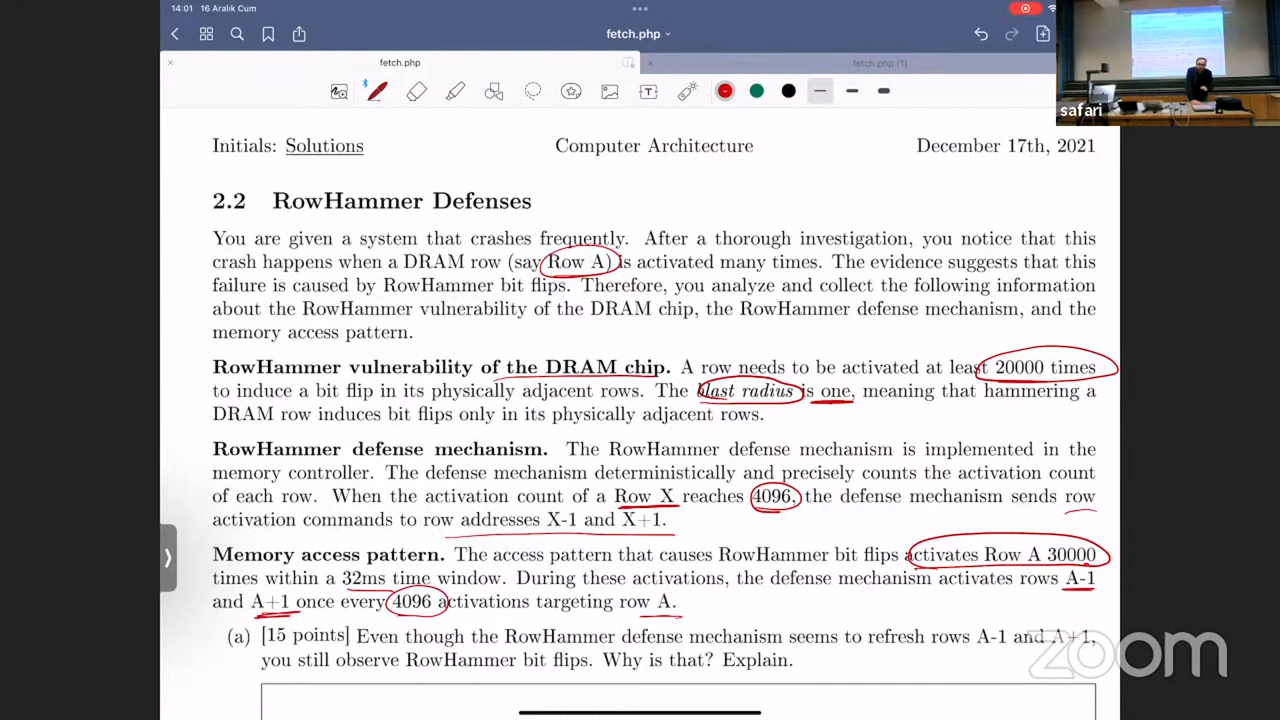 14:01 16 Aralık Cum
fetch.php
fetch.php
fetch.php (1)
safari
Initials: Solutions Computer Architecture December 17th, 2021
2.2 RowHammer Defenses
You are given a system that crashes frequently. After a thorough investigation, you notice that this
crash happens when a DRAM row (say Row A) is activated many times. The evidence suggests that this
failure is caused by RowHammer bit flips. Therefore, you analyze and collect the following information
about the RowHammer vulnerability of the DRAM chip, the RowHammer defense mechanism, and the
memory access pattern.
RowHammer vulnerability of the DRAM chip. A row needs to be activated at least 20000 times
to induce a bit flip in its physically adjacent rows. The blast radius is one, meaning that hammering a
DRAM row induces bit flips only in its physically adjacent rows.
RowHammer defense mechanism. The RowHammer defense mechanism is implemented in the
memory controller. The defense mechanism deterministically and precisely counts the activation count
of each row. When the activation count of a Row X reaches 4096, the defense mechanism sends row
activation commands to row addresses X-1 and X+1.
Memory access pattern. The access pattern that causes RowHammer bit flips activates Row A 30000
times within a 32ms time window. During these activations, the defense mechanism activates rows A-1
and A+1 once every 4096 activations targeting row A.
(a) [15 points] Even though the RowHammer defense mechanism seems to refresh rows A-1 and A+1,
you still observe RowHammer bit flips. Why is that? Explain.
zoom